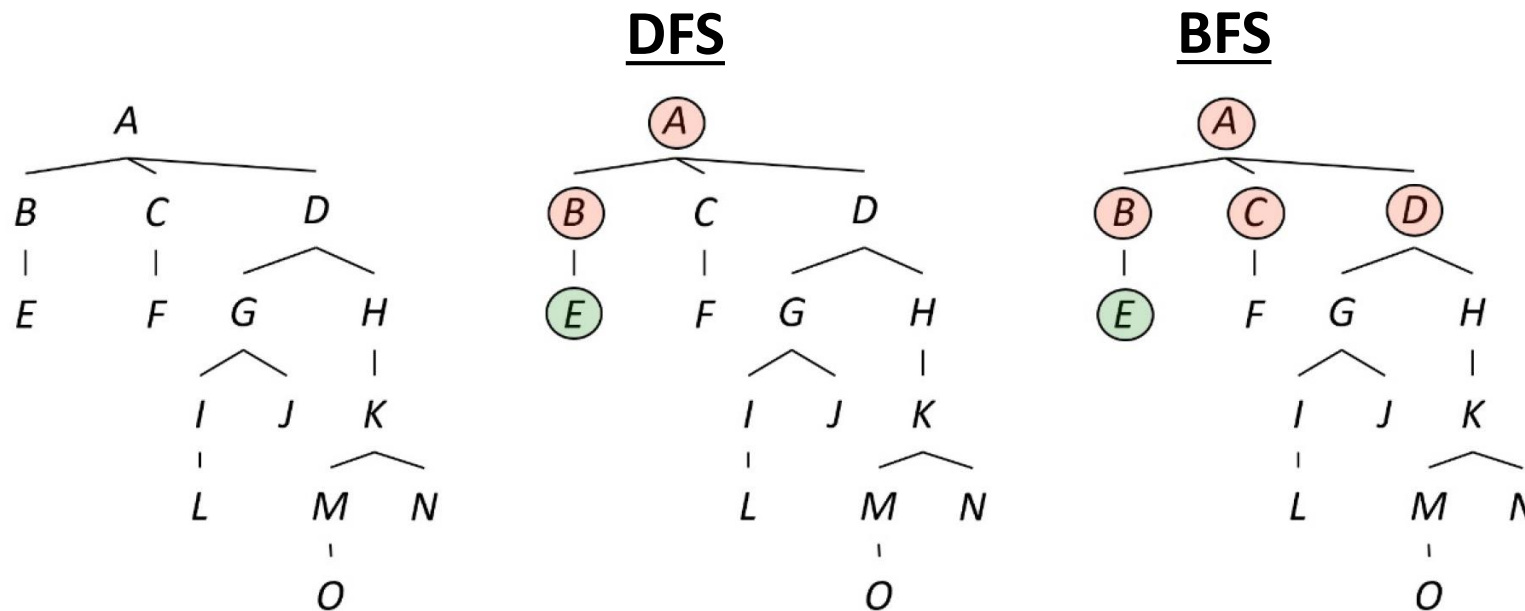 DFS BFS
A A A
B C D B C D B C D
E F G H E F G H E F G H
I J K I J K I J K
L M N L M N L M N
O O O